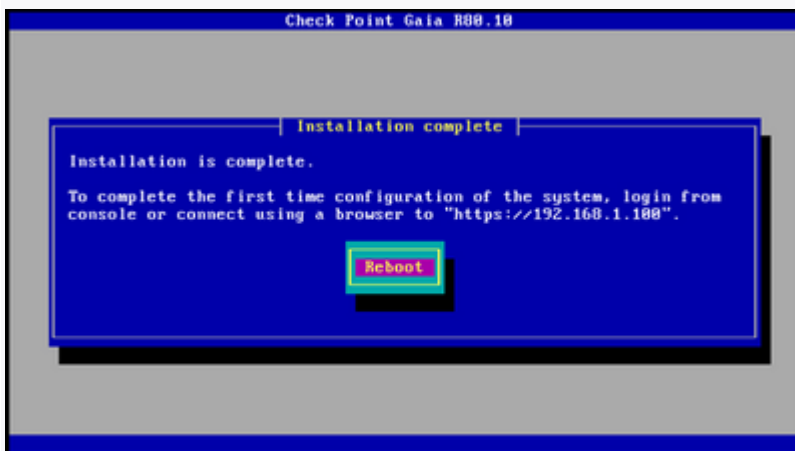 Check Point Gaia R80.10
Installation complete
Installation is complete.
To complete the first time configuration of the system, login from
console or connect using a browser to "https://192.168.1.100".
Reboot